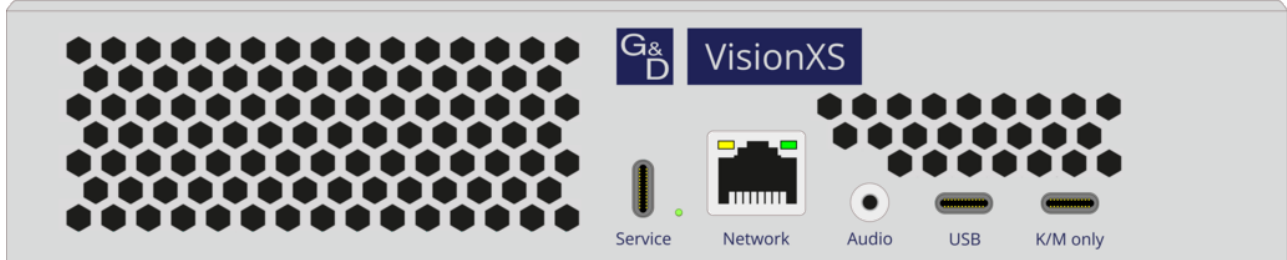 G&D
VisionXS
Service
Network
Audio
USB
K/M only